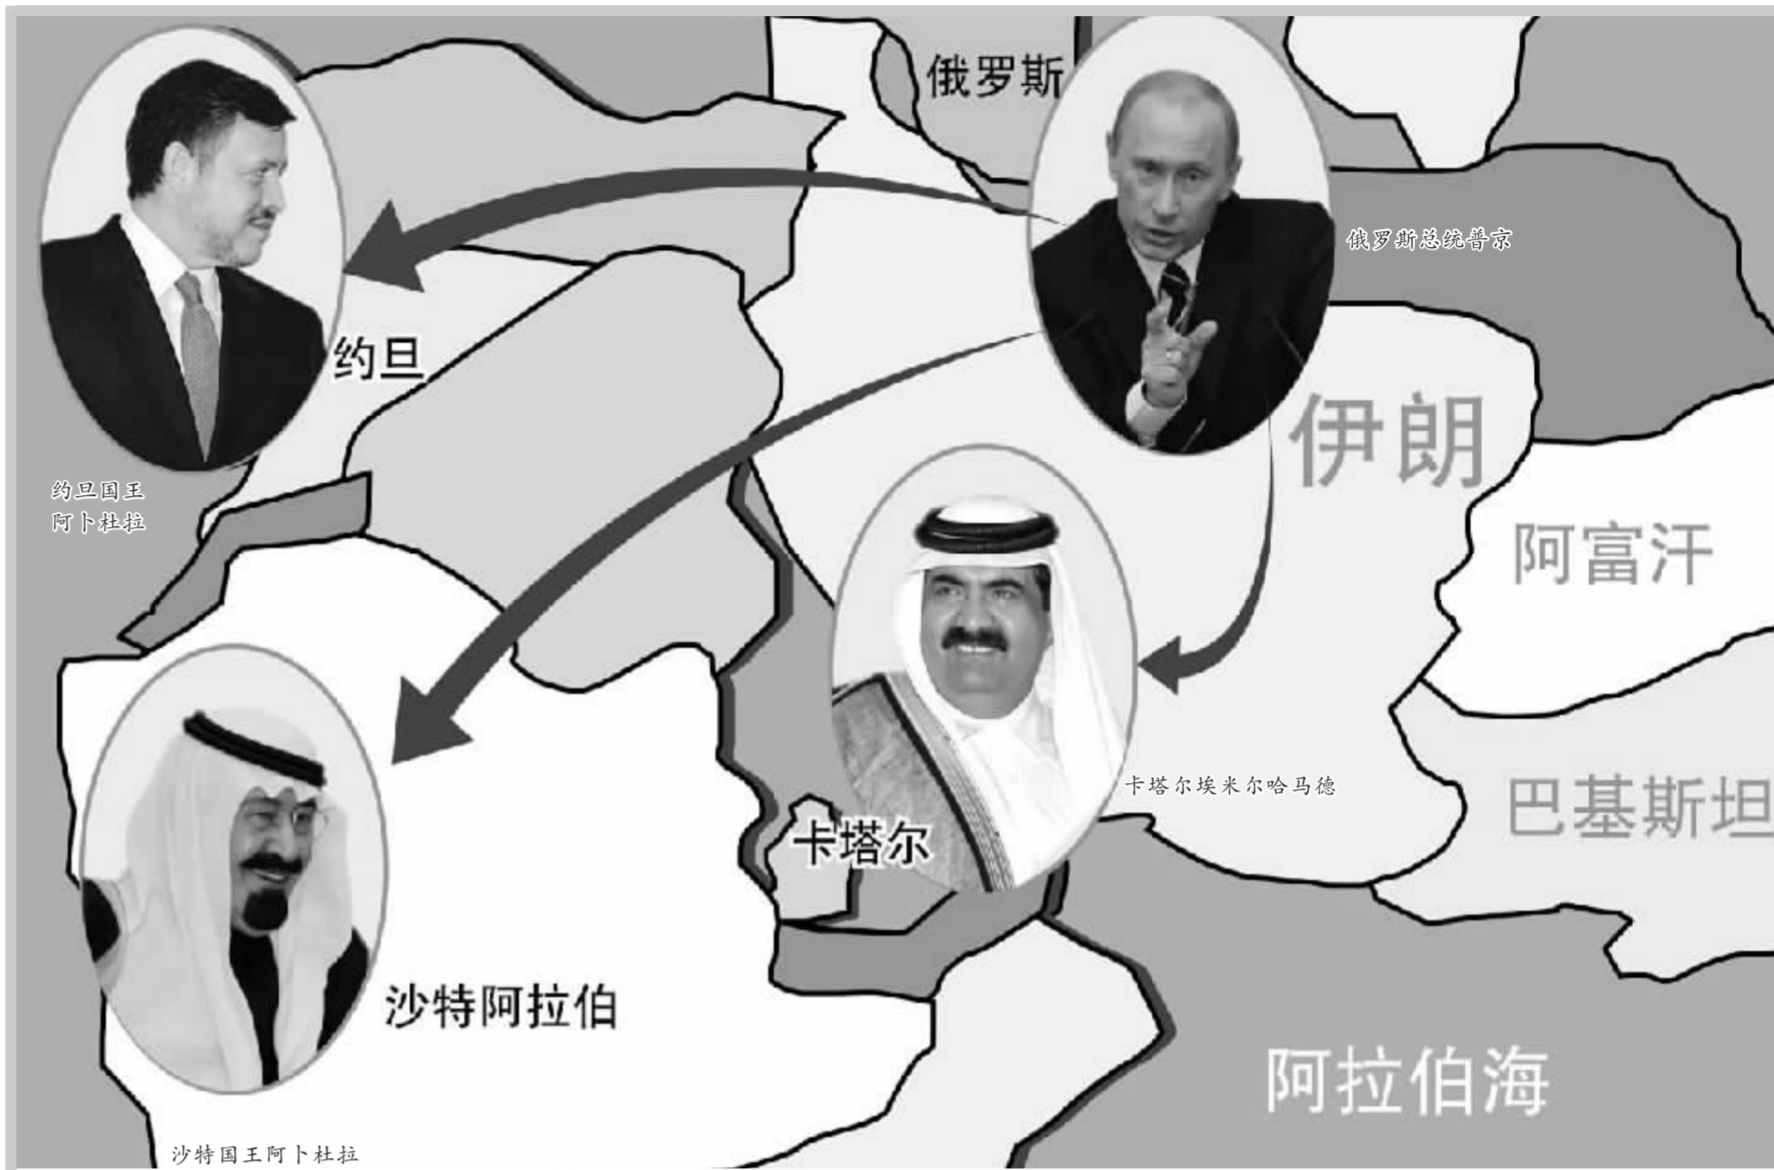 俄罗斯
俄罗斯总统普京
约旦
约旦国王
阿卜杜拉
伊朗
阿富汗
卡塔尔埃米尔哈马德
巴基斯坦
卡塔尔
沙特阿拉伯
阿拉伯海
沙特国王阿卜杜拉